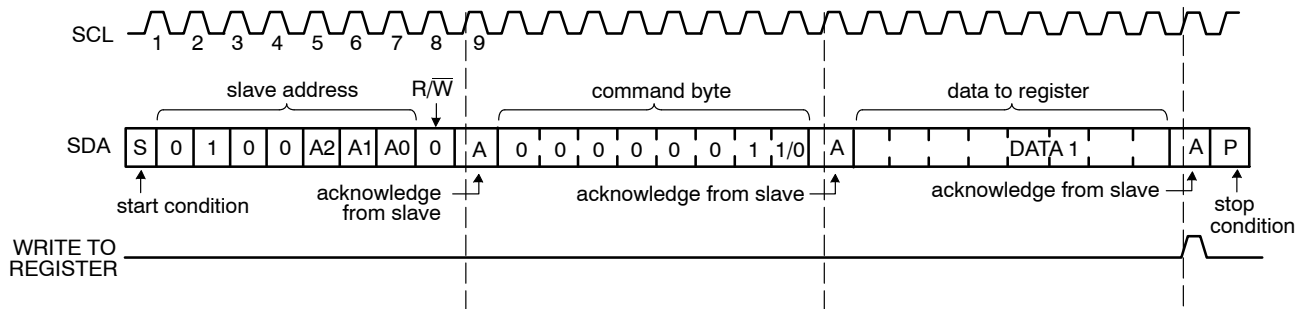 SCL
1 2 3 4 5 6 7 8 9
slave address R/W̅ command byte data to register
SDA S 0 1 0 0 A2 A1 A0 0 A 0 0 0 0 0 0 1 1/0 A DATA 1 A P
start condition
acknowledge
from slave
acknowledge from slave
acknowledge from slave
stop
condition
WRITE TO
REGISTER